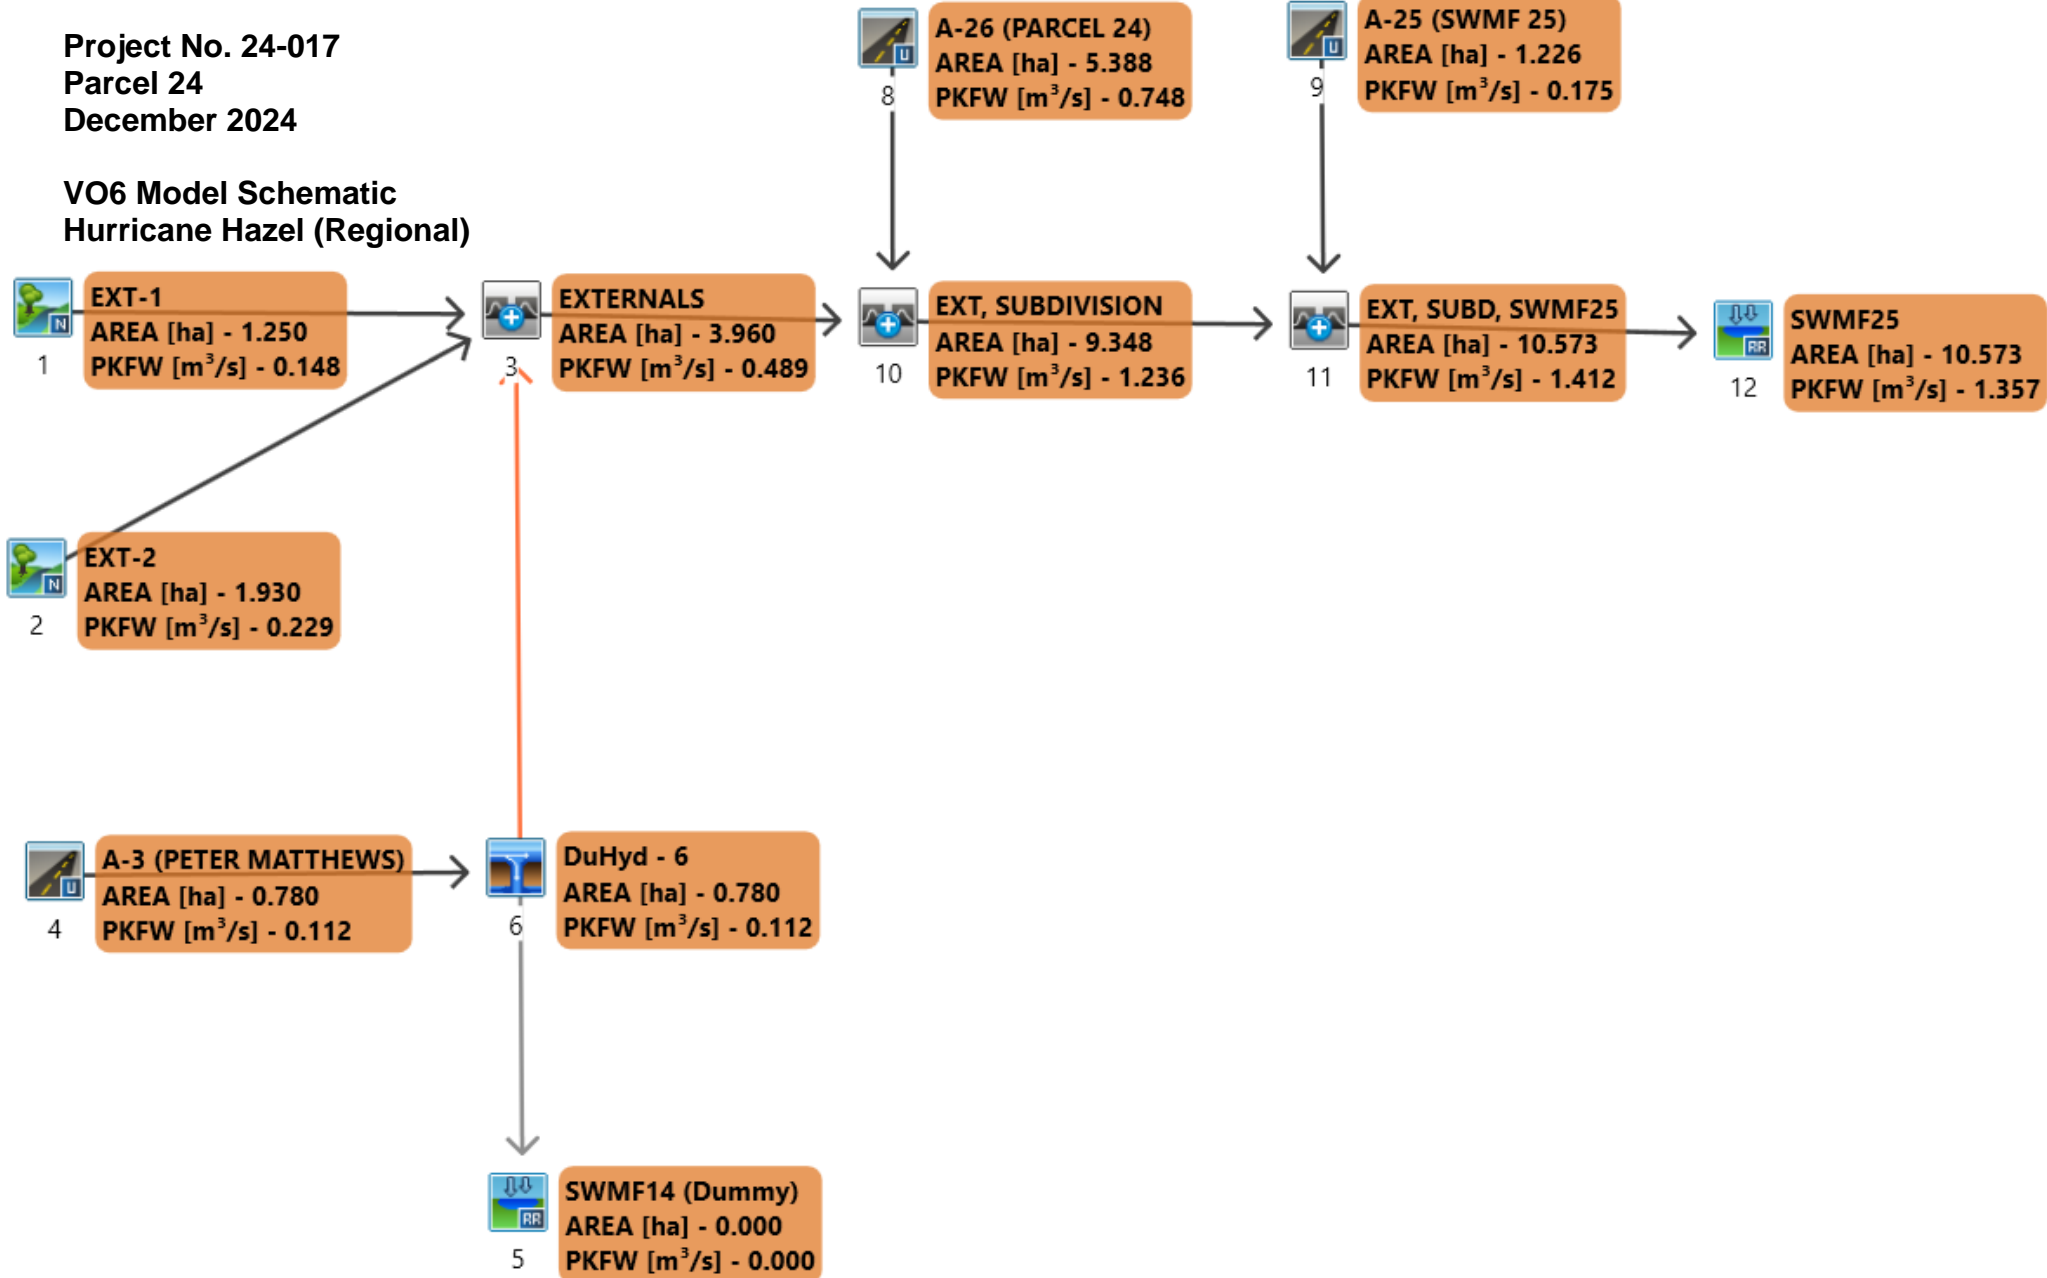 Project No. 24-017
Parcel 24
December 2024
VO6 Model Schematic
Hurricane Hazel (Regional)
A-26 (PARCEL 24)
AREA [ha] - 5.388
PKFW [m³/s] - 0.748
U
8
A-25 (SWMF 25)
AREA [ha] - 1.226
PKFW [m³/s] - 0.175
U
9
EXT-1
AREA [ha] - 1.250
PKFW [m³/s] - 0.148
N
1
EXTERNALS
AREA [ha] - 3.960
PKFW [m³/s] - 0.489
3
EXT, SUBDIVISION
AREA [ha] - 9.348
PKFW [m³/s] - 1.236
10
EXT, SUBD, SWMF25
AREA [ha] - 10.573
PKFW [m³/s] - 1.412
11
SWMF25
AREA [ha] - 10.573
PKFW [m³/s] - 1.357
RR
12
EXT-2
AREA [ha] - 1.930
PKFW [m³/s] - 0.229
N
2
A-3 (PETER MATTHEWS)
AREA [ha] - 0.780
PKFW [m³/s] - 0.112
U
4
DuHyd - 6
AREA [ha] - 0.780
PKFW [m³/s] - 0.112
6
SWMF14 (Dummy)
AREA [ha] - 0.000
PKFW [m³/s] - 0.000
RR
5